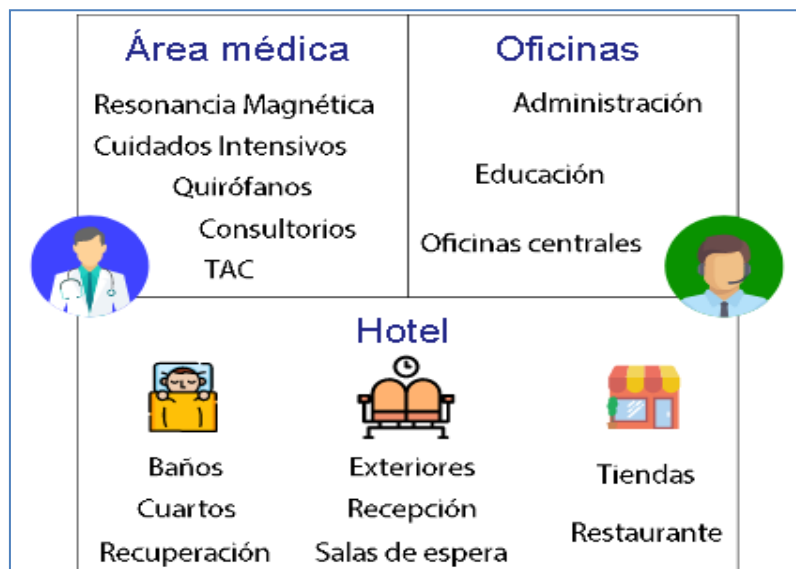 Área médica
Resonancia Magnética
Cuidados Intensivos
Quirófanos
Consultorios
TAC
Oficinas
Administración
Educación
Oficinas centrales
Hotel
Baños
Cuartos
Recuperación
Exteriores
Recepción
Salas de espera
Tiendas
Restaurante